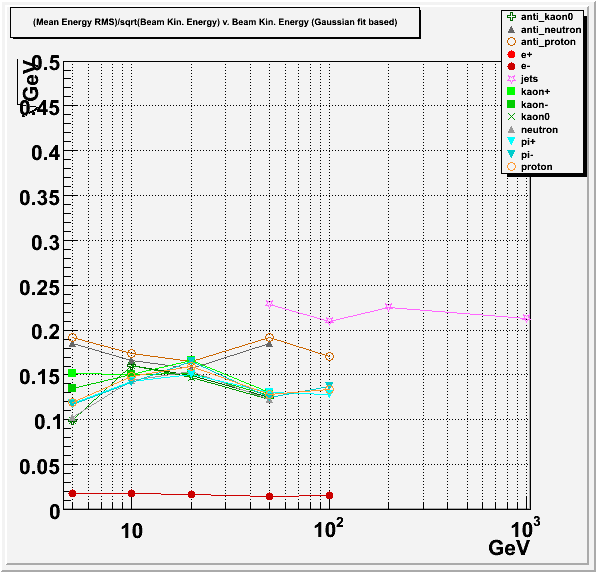 (Mean Energy RMS)/sqrt(Beam Kin. Energy) v. Beam Kin. Energy (Gaussian fit based)
anti_kaon0
anti_neutron
anti_proton
e+
e-
jets
kaon+
kaon-
kaon0
neutron
pi+
pi-
proton
GeV
0.5
0.45
0.4
0.35
0.3
0.25
0.2
0.15
0.1
0.05
0
10
10²
10³
GeV